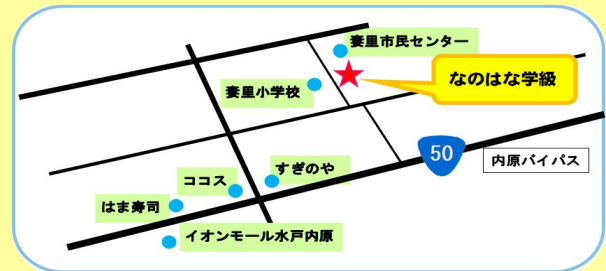 妻里市民センター
妻里小学校
なのはな学級
50
内原バイパス
すぎのや
ココス
はま寿司
イオンモール水戸内原